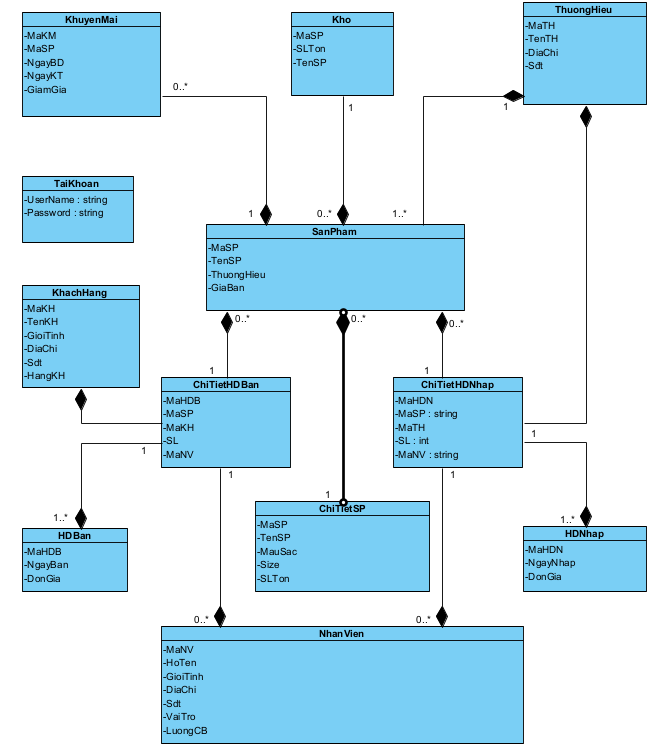 KhuyenMai
-MaKM
-MaSP
-NgayBD
-NgayKT
-GiamGia
Kho
-MaSP
-SLTon
-TenSP
ThuongHieu
-MaTH
-TenTH
-DiaChi
-Sđt
0..*
1
1
TaiKhoan
-UserName : string
-Password : string
1
0..*
1..*
SanPham
-MaSP
-TenSP
-ThuongHieu
-GiaBan
KhachHang
-MaKH
-TenKH
-GioiTinh
-DiaChi
-Sdt
-HangKH
0..*
0..*
0..*
1
1
ChiTietHDBan
-MaHDB
-MaSP
-MaKH
-SL
-MaNV
ChiTietHDNhap
-MaHDN
-MaSP : string
-MaTH
-SL : int
-MaNV : string
1
1
1
1
1
ChiTietSP
-MaSP
-TenSP
-MauSac
-Size
-SLTon
1..*
HDBan
-MaHDB
-NgayBan
-DonGia
1..*
HDNhap
-MaHDN
-NgayNhap
-DonGia
0..*
0..*
NhanVien
-MaNV
-HoTen
-GioiTinh
-DiaChi
-Sdt
-VaiTro
-LuongCB